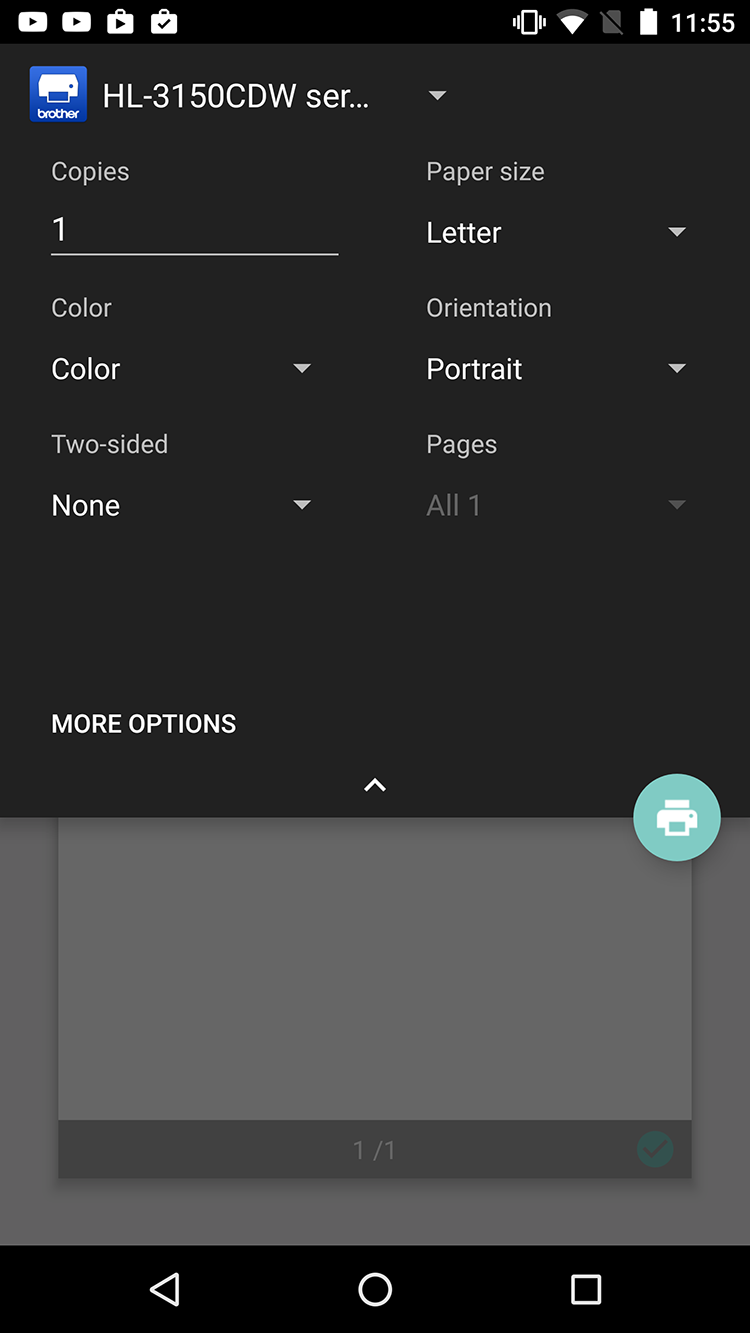 11:55
brother
HL-3150CDW ser...
Copies
Paper size
1
Letter
Color
Orientation
Color
Portrait
Two-sided
Pages
None
All 1
MORE OPTIONS
1 /1